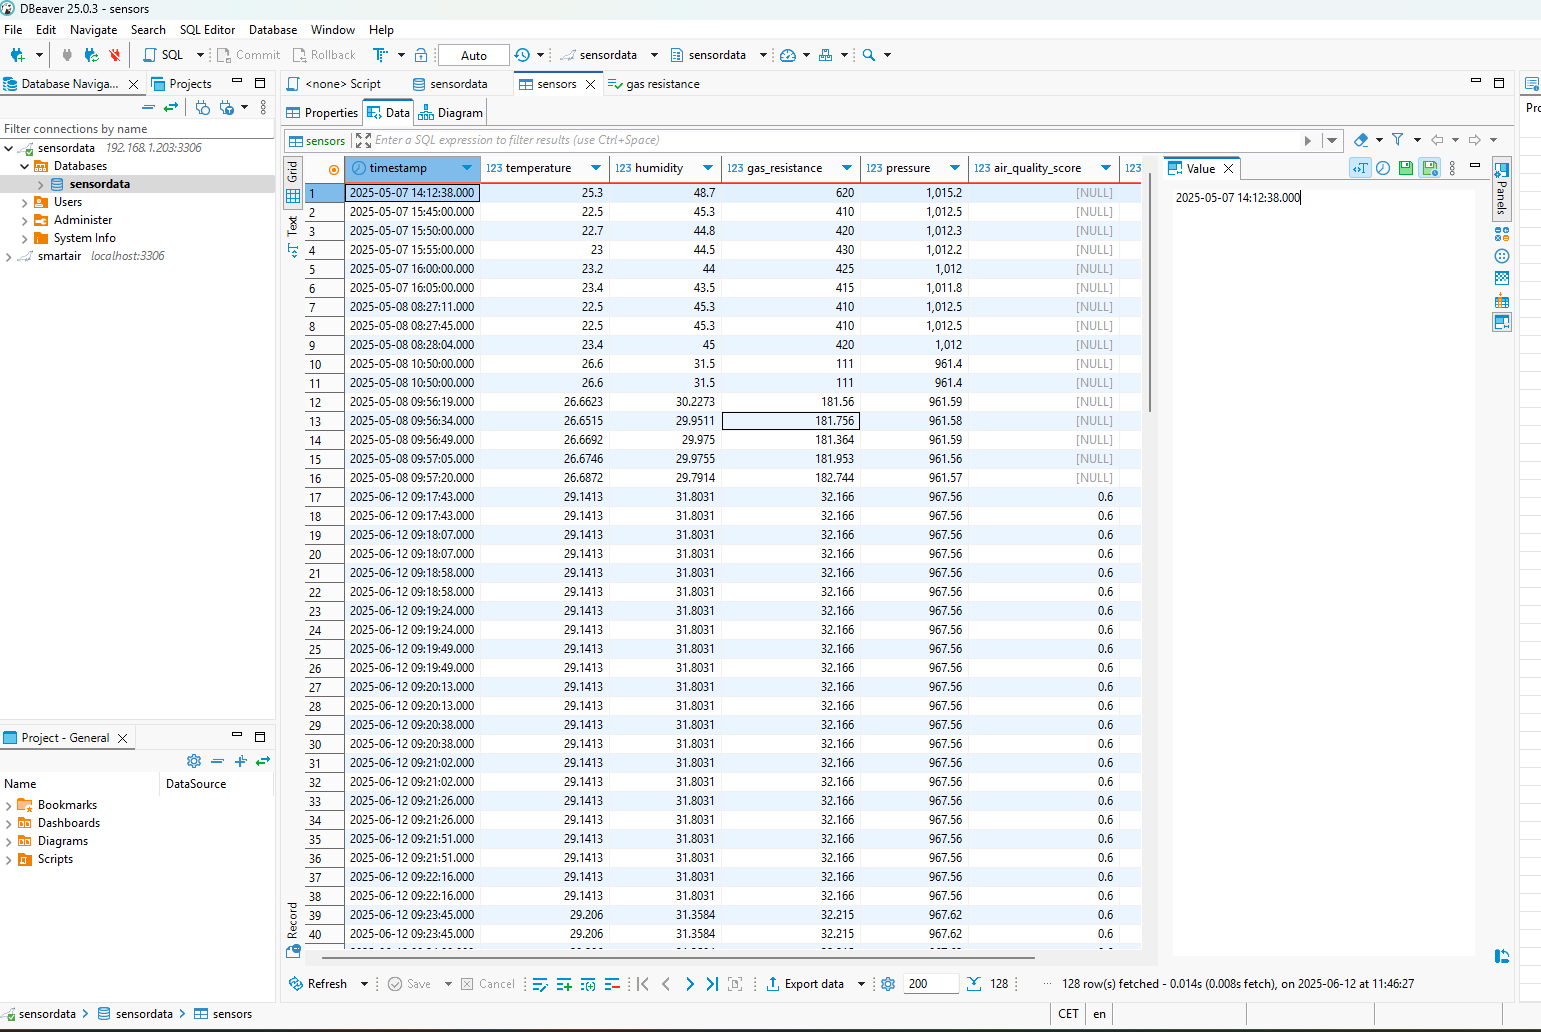 DBeaver 25.0.3 - sensors
File Edit Navigate Search SQL Editor Database Window Help
SQL Commit Rollback Auto sensordata sensordata
Database Naviga... Projects
Filter connections by name
sensordata 192.168.1.203:3306
Databases
sensordata
Users
Administer
System Info
smartair localhost:3306
Project - General
Name DataSource
Bookmarks
Dashboards
Diagrams
Scripts
<none> Script sensordata sensors gas resistance
Properties Data Diagram
sensors Enter a SQL expression to filter results (use Ctrl+Space)
Grid
Text
Record
timestamp 123 temperature 123 humidity 123 gas_resistance 123 pressure 123 air_quality_score 123
1 2025-05-07 14:12:38.000 25.3 48.7 620 1,015.2 [NULL]
2 2025-05-07 15:45:00.000 22.5 45.3 410 1,012.5 [NULL]
3 2025-05-07 15:50:00.000 22.7 44.8 420 1,012.3 [NULL]
4 2025-05-07 15:55:00.000 23 44.5 430 1,012.2 [NULL]
5 2025-05-07 16:00:00.000 23.2 44 425 1,012 [NULL]
6 2025-05-07 16:05:00.000 23.4 43.5 415 1,011.8 [NULL]
7 2025-05-08 08:27:11.000 22.5 45.3 410 1,012.5 [NULL]
8 2025-05-08 08:27:45.000 22.5 45.3 410 1,012.5 [NULL]
9 2025-05-08 08:28:04.000 23.4 45 420 1,012 [NULL]
10 2025-05-08 10:50:00.000 26.6 31.5 111 961.4 [NULL]
11 2025-05-08 10:50:00.000 26.6 31.5 111 961.4 [NULL]
12 2025-05-08 09:56:19.000 26.6623 30.2273 181.56 961.59 [NULL]
13 2025-05-08 09:56:34.000 26.6515 29.9511 181.756 961.58 [NULL]
14 2025-05-08 09:56:49.000 26.6692 29.975 181.364 961.59 [NULL]
15 2025-05-08 09:57:05.000 26.6746 29.9755 181.953 961.56 [NULL]
16 2025-05-08 09:57:20.000 26.6872 29.7914 182.744 961.57 [NULL]
17 2025-06-12 09:17:43.000 29.1413 31.8031 32.166 967.56 0.6
18 2025-06-12 09:17:43.000 29.1413 31.8031 32.166 967.56 0.6
19 2025-06-12 09:18:07.000 29.1413 31.8031 32.166 967.56 0.6
20 2025-06-12 09:18:07.000 29.1413 31.8031 32.166 967.56 0.6
21 2025-06-12 09:18:58.000 29.1413 31.8031 32.166 967.56 0.6
22 2025-06-12 09:18:58.000 29.1413 31.8031 32.166 967.56 0.6
23 2025-06-12 09:19:24.000 29.1413 31.8031 32.166 967.56 0.6
24 2025-06-12 09:19:24.000 29.1413 31.8031 32.166 967.56 0.6
25 2025-06-12 09:19:49.000 29.1413 31.8031 32.166 967.56 0.6
26 2025-06-12 09:19:49.000 29.1413 31.8031 32.166 967.56 0.6
27 2025-06-12 09:20:13.000 29.1413 31.8031 32.166 967.56 0.6
28 2025-06-12 09:20:13.000 29.1413 31.8031 32.166 967.56 0.6
29 2025-06-12 09:20:38.000 29.1413 31.8031 32.166 967.56 0.6
30 2025-06-12 09:20:38.000 29.1413 31.8031 32.166 967.56 0.6
31 2025-06-12 09:21:02.000 29.1413 31.8031 32.166 967.56 0.6
32 2025-06-12 09:21:02.000 29.1413 31.8031 32.166 967.56 0.6
33 2025-06-12 09:21:26.000 29.1413 31.8031 32.166 967.56 0.6
34 2025-06-12 09:21:26.000 29.1413 31.8031 32.166 967.56 0.6
35 2025-06-12 09:21:51.000 29.1413 31.8031 32.166 967.56 0.6
36 2025-06-12 09:21:51.000 29.1413 31.8031 32.166 967.56 0.6
37 2025-06-12 09:22:16.000 29.1413 31.8031 32.166 967.56 0.6
38 2025-06-12 09:22:16.000 29.1413 31.8031 32.166 967.56 0.6
39 2025-06-12 09:23:45.000 29.206 31.3584 32.215 967.62 0.6
40 2025-06-12 09:23:45.000 29.206 31.3584 32.215 967.62 0.6
Value
2025-05-07 14:12:38.000
Panels
Pro
Refresh Save Cancel Export data 200 128 ... 128 row(s) fetched - 0.014s (0.008s fetch), on 2025-06-12 at 11:46:27
sensordata sensordata sensors CET en